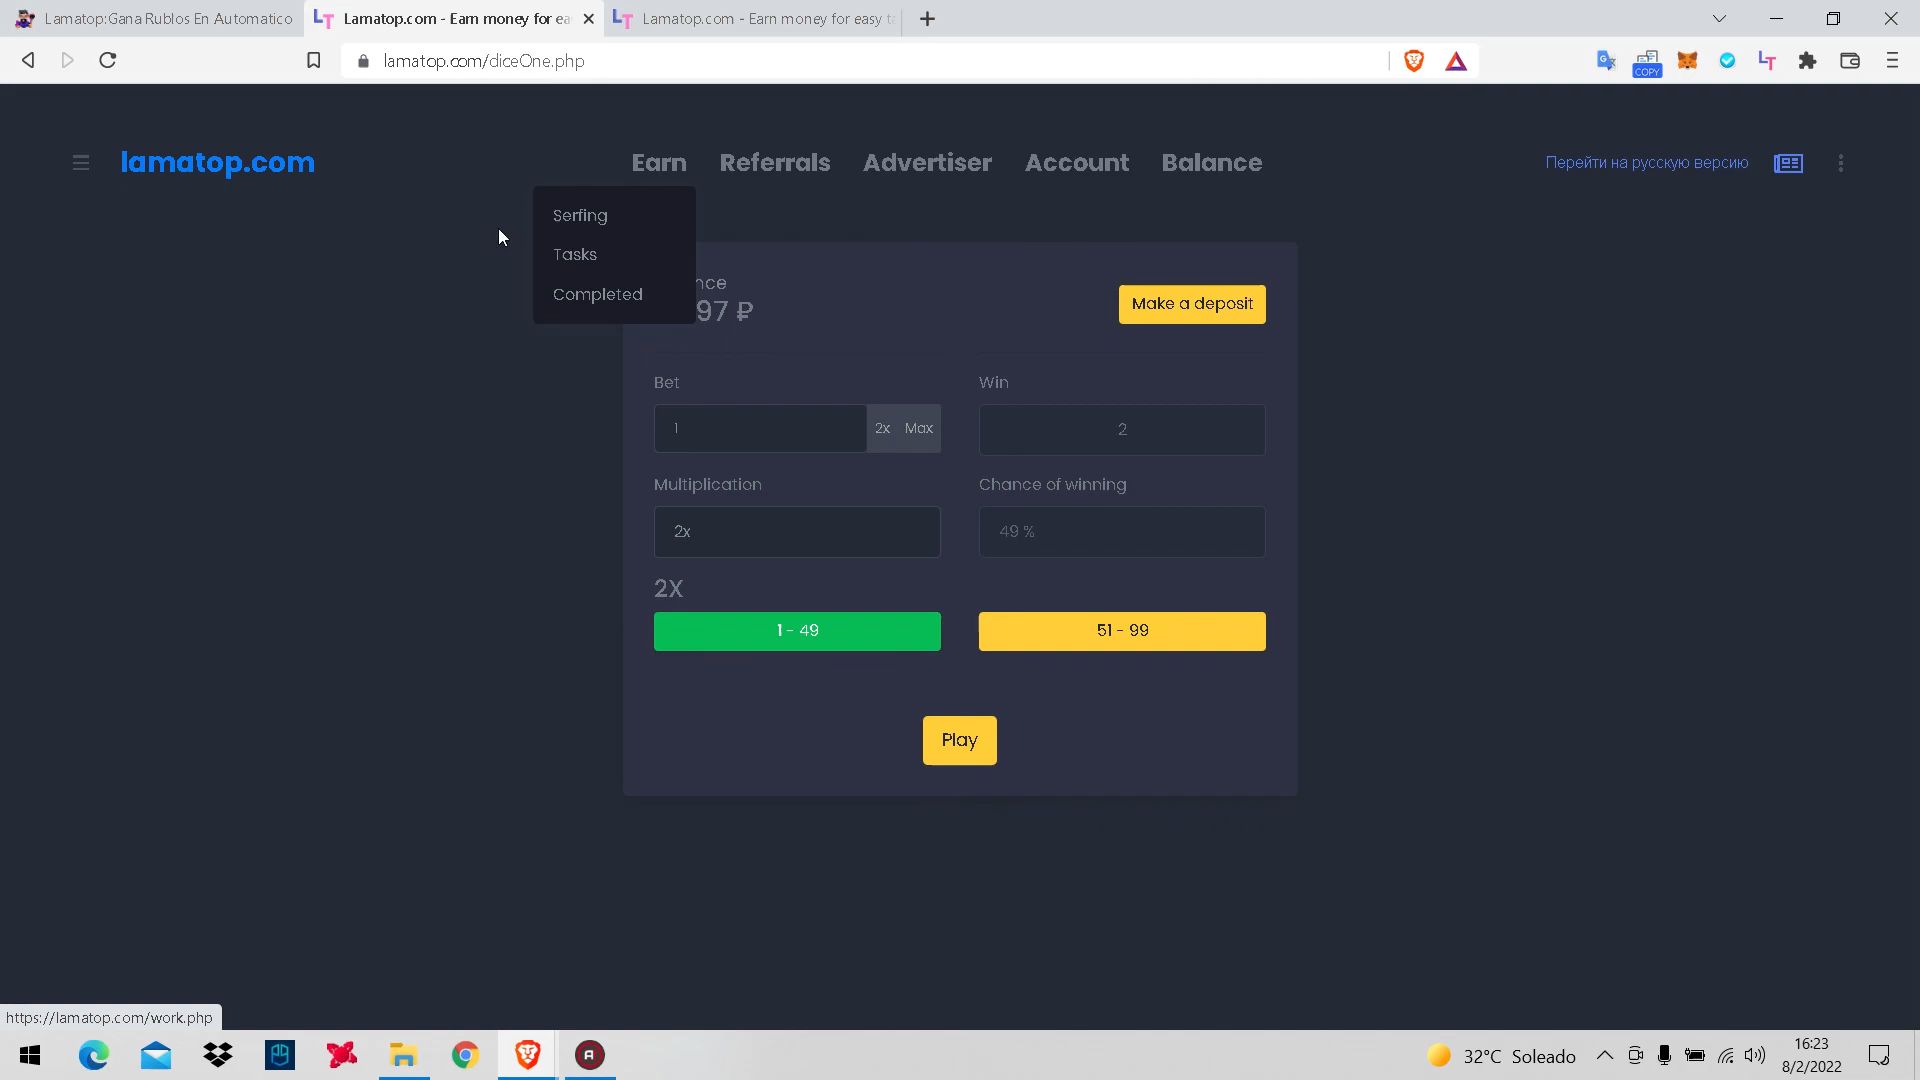 Lamatop:Gana Rublos En Automatico
Lamatop.com - Earn money for ea
Lamatop.com - Earn money for easy t
lamatop.com/diceOne.php
COPY
lamatop.com
Earn
Referrals
Advertiser
Account
Balance
Перейти на русскую версию
Serfing
Tasks
Completed
nce
97 ₽
Make a deposit
Bet
Win
1
2x
Max
2
Multiplication
Chance of winning
2x
49 %
2X
1 - 49
51 - 99
Play
https://lamatop.com/work.php
32°C Soleado
16:23
8/2/2022